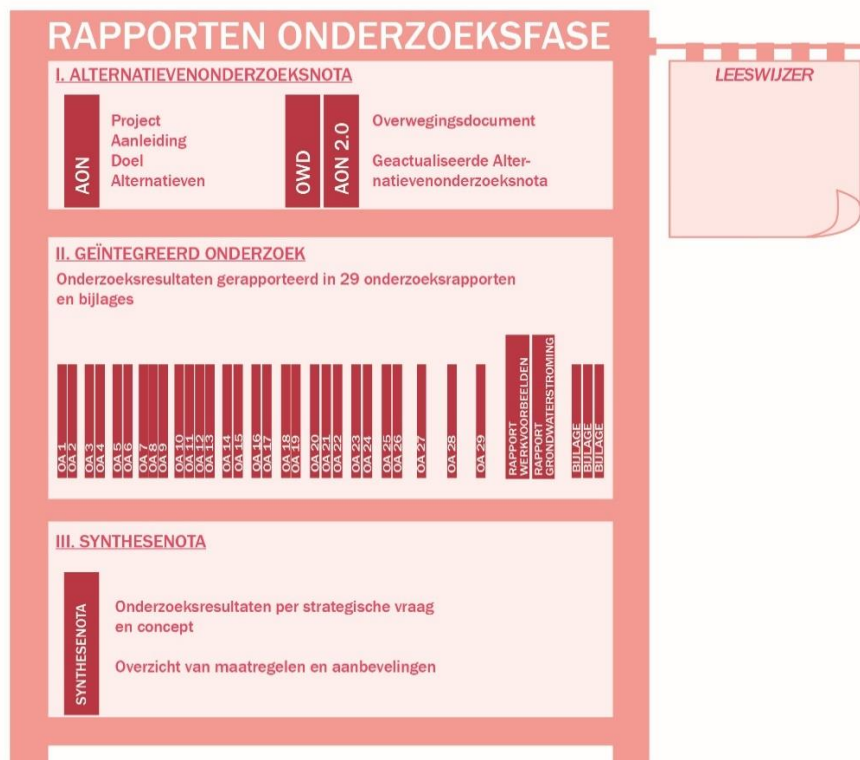 RAPPORTEN ONDERZOEKSFASE
LEESWIJZER
I. ALTERNATIEVENONDERZOEKSNOTA
AON
Project
Aanleiding
Doel
Alternatieven
OWD
AON 2.0
Overwegingsdocument
Geactualiseerde Alter-
natievenonderzoeksnota
II. GEÏNTEGREERD ONDERZOEK
Onderzoeksresultaten gerapporteerd in 29 onderzoeksrapporten
en bijlages
OA 1
OA 2
OA 3
OA 4
OA 5
OA 6
OA 7
OA 8
OA 9
OA 10
OA 11
OA 12
OA 13
OA 14
OA 15
OA 16
OA 17
OA 18
OA 19
OA 20
OA 21
OA 22
OA 23
OA 24
OA 25
OA 26
OA 27
OA 28
OA 29
RAPPORT
WERKVOORBEELDEN
RAPPORT
GRONDWATERSTROMING
BIJLAGE
BIJLAGE
BIJLAGE
III. SYNTHESENOTA
SYNTHESENOTA
Onderzoeksresultaten per strategische vraag
en concept
Overzicht van maatregelen en aanbevelingen